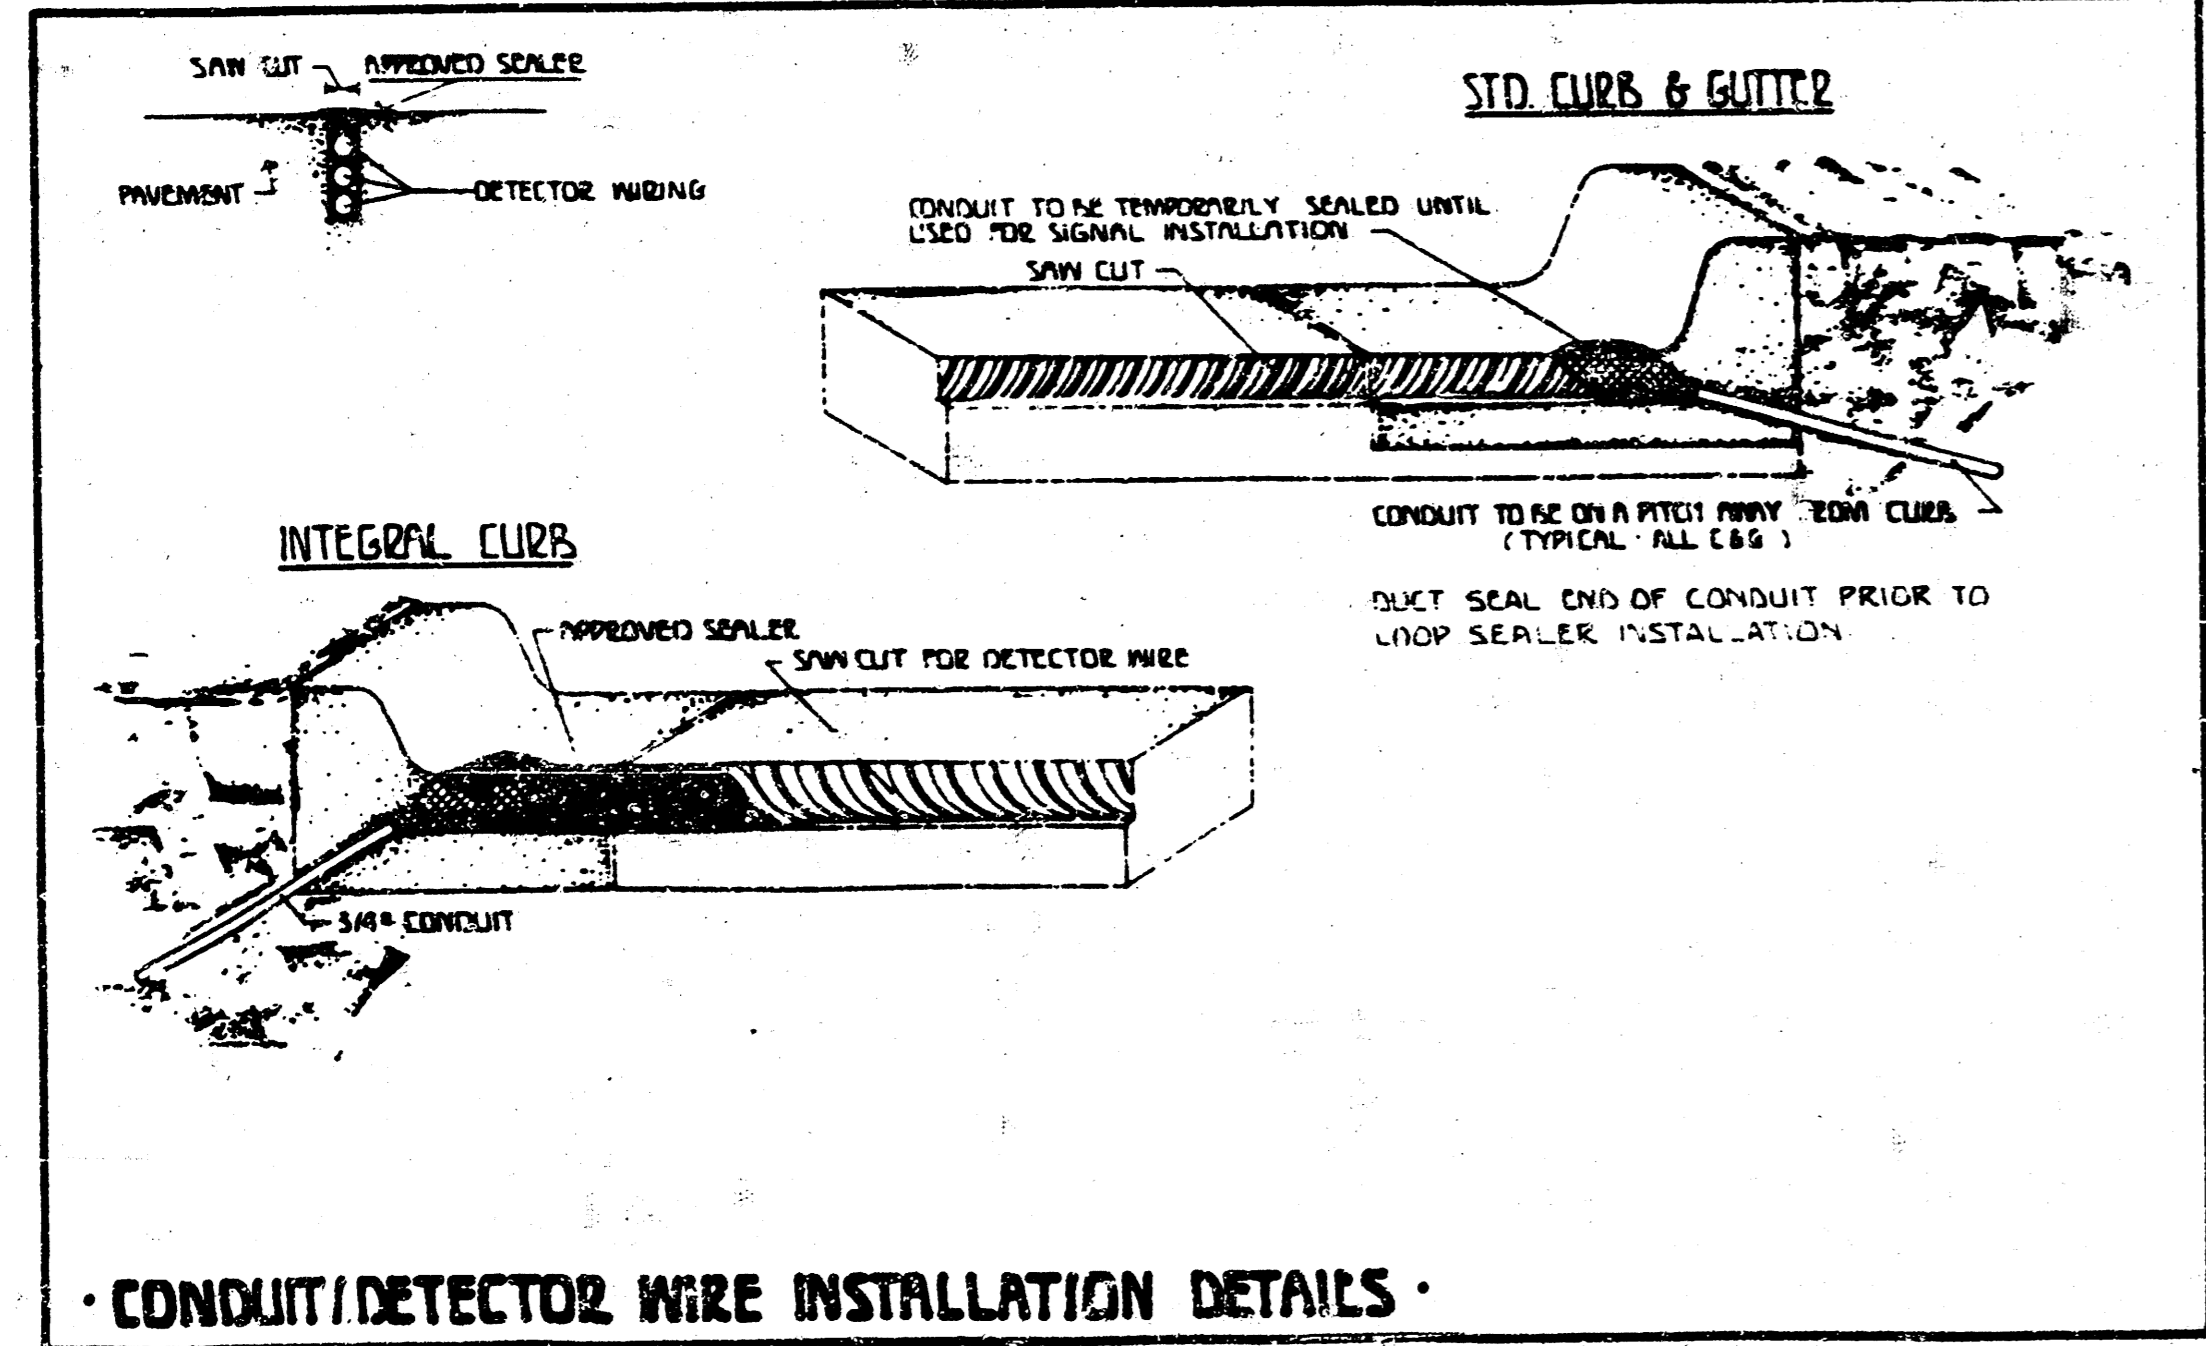 SAW CUT
APPROVED SEALER
PAVEMENT
DETECTOR WIRING
STD. CURB & GUTTER
CONDUIT TO BE TEMPORARILY SEALED UNTIL
USED FOR SIGNAL INSTALLATION
SAW CUT
CONDUIT TO BE ON A PITCH AWAY FROM CURB
(TYPICAL · ALL C&G)
DUCT SEAL END OF CONDUIT PRIOR TO
LOOP SEALER INSTALLATION
INTEGRAL CURB
APPROVED SEALER
SAW CUT FOR DETECTOR WIRE
3/4" CONDUIT
· CONDUIT/DETECTOR WIRE INSTALLATION DETAILS ·